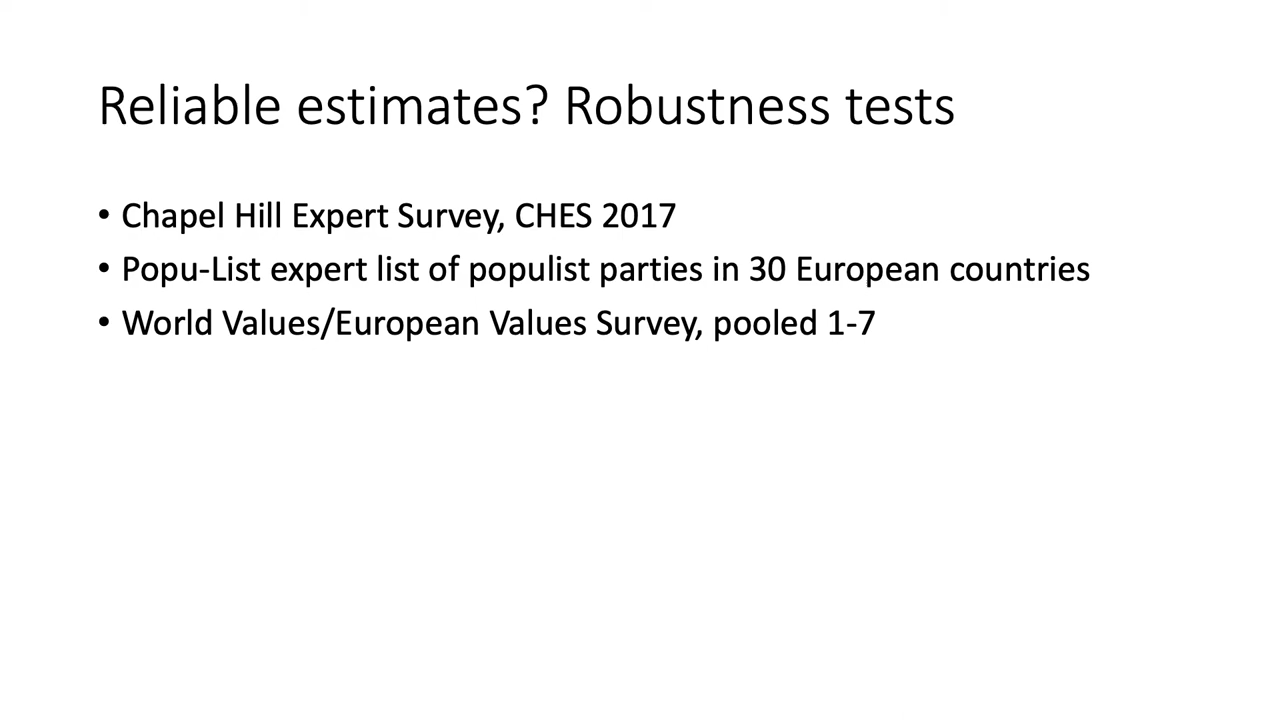 Reliable estimates? Robustness tests
• Chapel Hill Expert Survey, CHES 2017
• Popu-List expert list of populist parties in 30 European countries
• World Values/European Values Survey, pooled 1-7